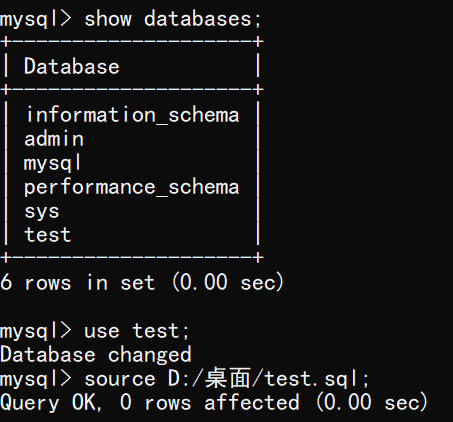 mysql> show databases;
+--------------------+
| Database           |
+--------------------+
| information_schema |
| admin              |
| mysql              |
| performance_schema |
| sys                |
| test               |
+--------------------+
6 rows in set (0.00 sec)
mysql> use test;
Database changed
mysql> source D:/桌面/test.sql;
Query OK, 0 rows affected (0.00 sec)